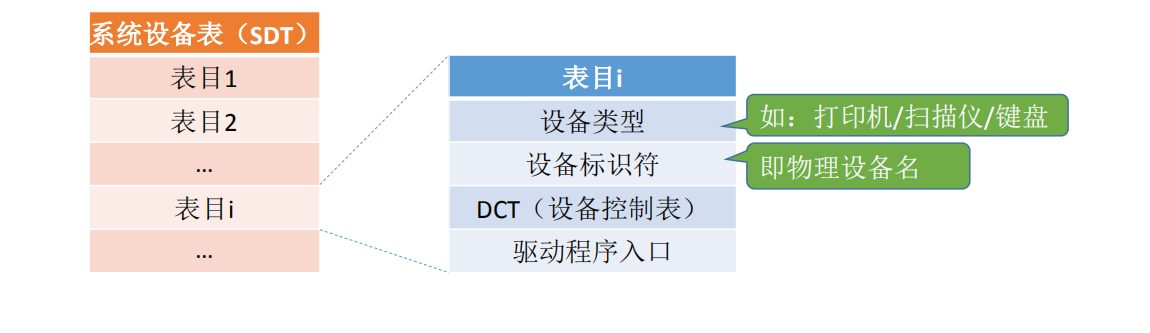 系统设备表（SDT）
表目1
表目2
...
表目i
...
表目i
设备类型
设备标识符
DCT（设备控制表）
驱动程序入口
如：打印机/扫描仪/键盘
即物理设备名